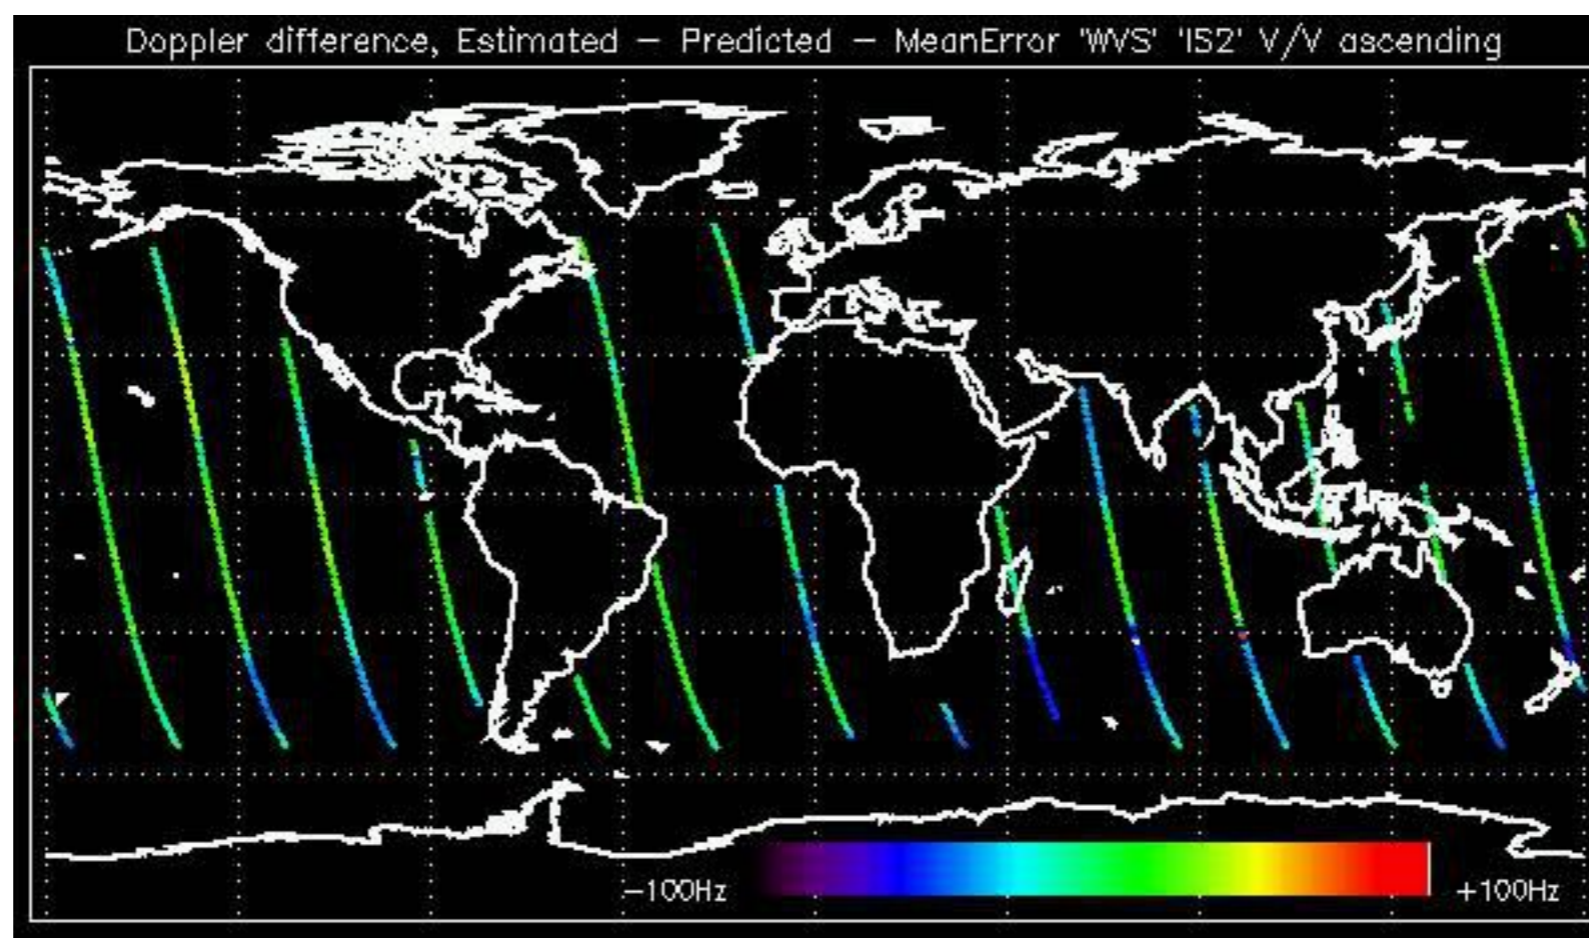 Doppler difference, Estimated – Predicted – MeanError 'WVS' 'IS2' V/V ascending
–100Hz
+100Hz